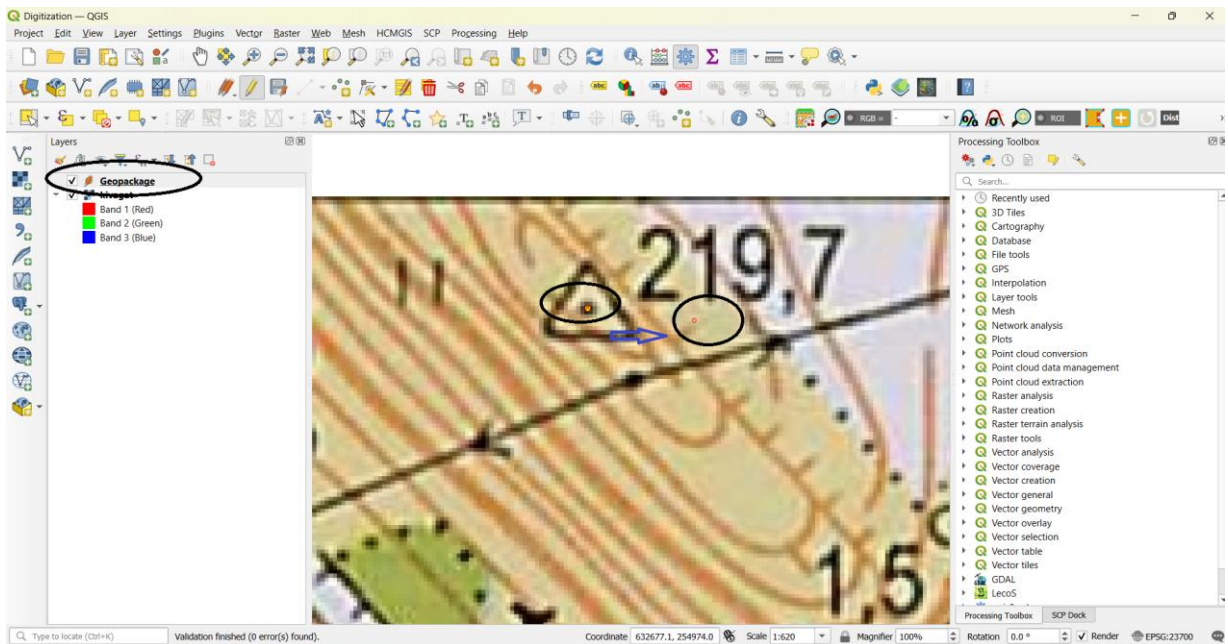 Digitization — QGIS
Project Edit View Layer Settings Plugins Vector Raster Web Mesh HCMGIS SCP Processing Help
RGB = -
ROI
Dist
Layers
Geopackage
Band 1 (Red)
Band 2 (Green)
Band 3 (Blue)
219,7
1,5
Processing Toolbox
Search...
Recently used
3D Tiles
Cartography
Database
File tools
GPS
Interpolation
Layer tools
Mesh
Network analysis
Plots
Point cloud conversion
Point cloud data management
Point cloud extraction
Raster analysis
Raster creation
Raster terrain analysis
Raster tools
Vector analysis
Vector coverage
Vector creation
Vector general
Vector geometry
Vector overlay
Vector selection
Vector table
Vector tiles
GDAL
LecoS
Processing Toolbox SCP Dock
Type to locate (Ctrl+K) Validation finished (0 error(s) found). Coordinate 632677.1, 254974.0 Scale 1:620 Magnifier 100% Rotation 0.0 ° Render EPSG:23700